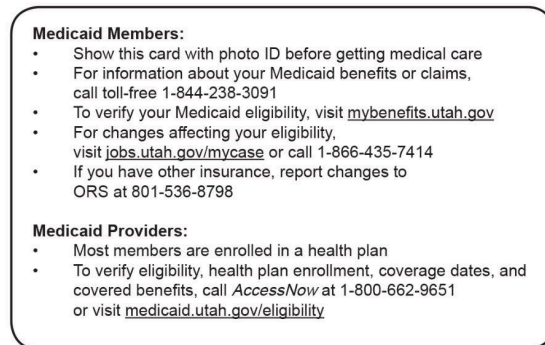 Medicaid Members:
• Show this card with photo ID before getting medical care
• For information about your Medicaid benefits or claims,
call toll-free 1-844-238-3091
• To verify your Medicaid eligibility, visit mybenefits.utah.gov
• For changes affecting your eligibility,
visit jobs.utah.gov/mycase or call 1-866-435-7414
• If you have other insurance, report changes to
ORS at 801-536-8798
Medicaid Providers:
• Most members are enrolled in a health plan
• To verify eligibility, health plan enrollment, coverage dates, and
covered benefits, call AccessNow at 1-800-662-9651
or visit medicaid.utah.gov/eligibility